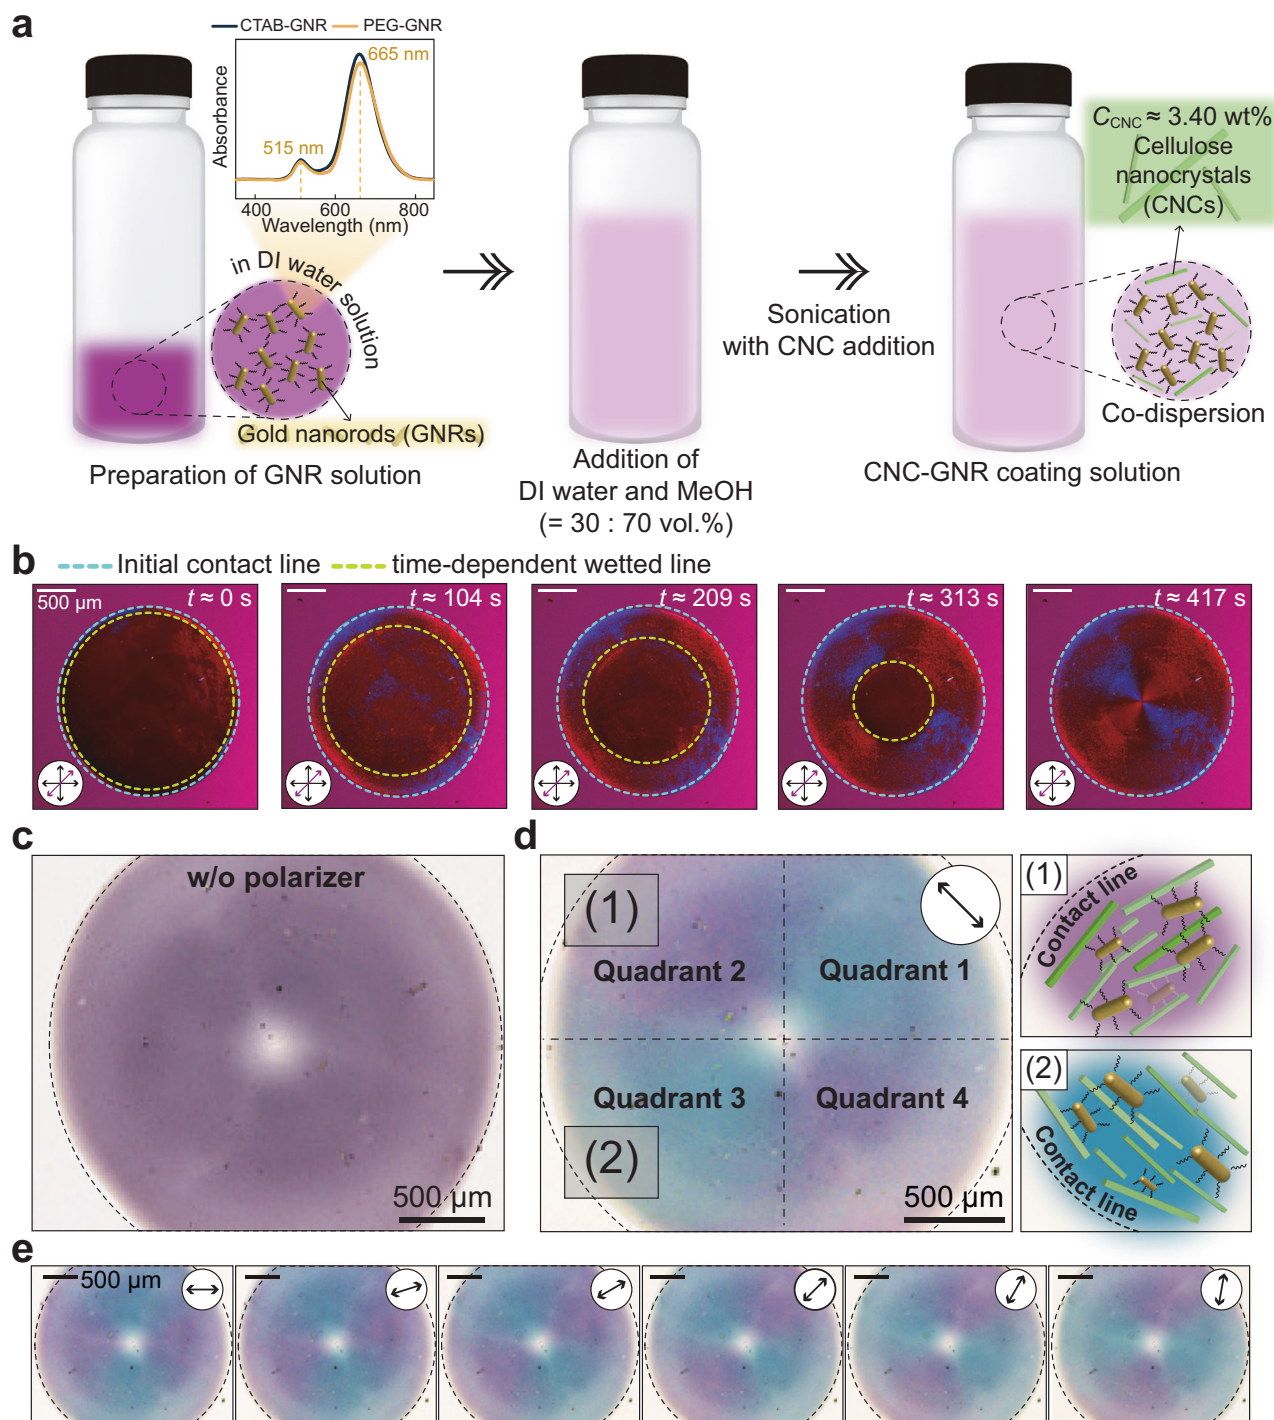 a
CTAB-GNR PEG-GNR
665 nm
515 nm
Absorbance
400 600 800
Wavelength (nm)
in DI water solution
Gold nanorods (GNRs)
Preparation of GNR solution
Addition of
DI water and MeOH
(= 30 : 70 vol.%)
Sonication
with CNC addition
C_CNC ≈ 3.40 wt%
Cellulose
nanocrystals
(CNCs)
Co-dispersion
CNC-GNR coating solution
b
Initial contact line time-dependent wetted line
500 µm
t ≈ 0 s
t ≈ 104 s
t ≈ 209 s
t ≈ 313 s
t ≈ 417 s
c
w/o polarizer
500 µm
d
(1)
Quadrant 2 Quadrant 1
Quadrant 3 Quadrant 4
(2)
500 µm
(1)
Contact line
(2)
Contact line
e
500 µm